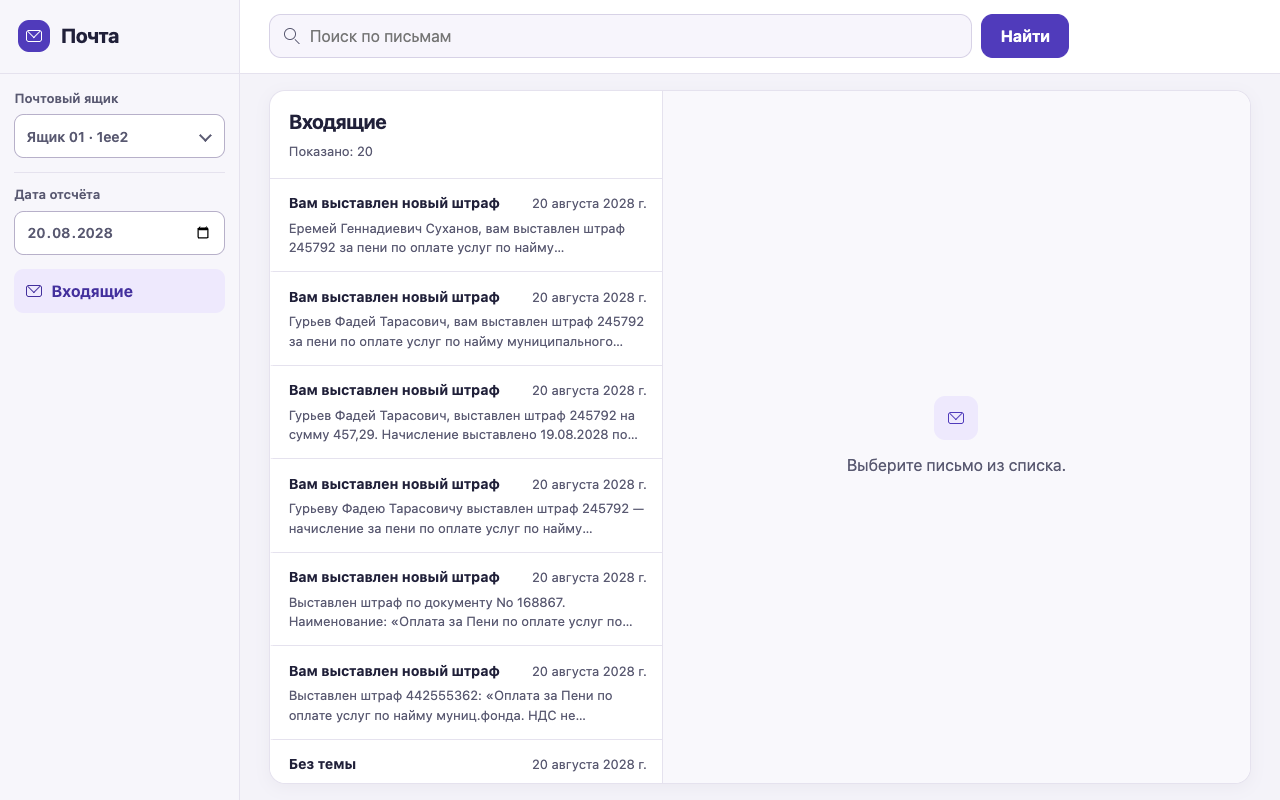 Почта
Поиск по письмам
Найти
Почтовый ящик
Ящик 01 · 1ee2
Дата отсчёта
20.08.2028
Входящие
Входящие
Показано: 20
Вам выставлен новый штраф 20 августа 2028 г.
Еремей Геннадиевич Суханов, вам выставлен штраф
245792 за пени по оплате услуг по найму…
Вам выставлен новый штраф 20 августа 2028 г.
Гурьев Фадей Тарасович, вам выставлен штраф 245792
за пени по оплате услуг по найму муниципального…
Вам выставлен новый штраф 20 августа 2028 г.
Гурьев Фадей Тарасович, выставлен штраф 245792 на
сумму 457,29. Начисление выставлено 19.08.2028 по…
Вам выставлен новый штраф 20 августа 2028 г.
Гурьеву Фадею Тарасовичу выставлен штраф 245792 —
начисление за пени по оплате услуг по найму…
Вам выставлен новый штраф 20 августа 2028 г.
Выставлен штраф по документу No 168867.
Наименование: «Оплата за Пени по оплате услуг по…
Вам выставлен новый штраф 20 августа 2028 г.
Выставлен штраф 442555362: «Оплата за Пени по
оплате услуг по найму муниц.фонда. НДС не…
Без темы 20 августа 2028 г.
Выберите письмо из списка.